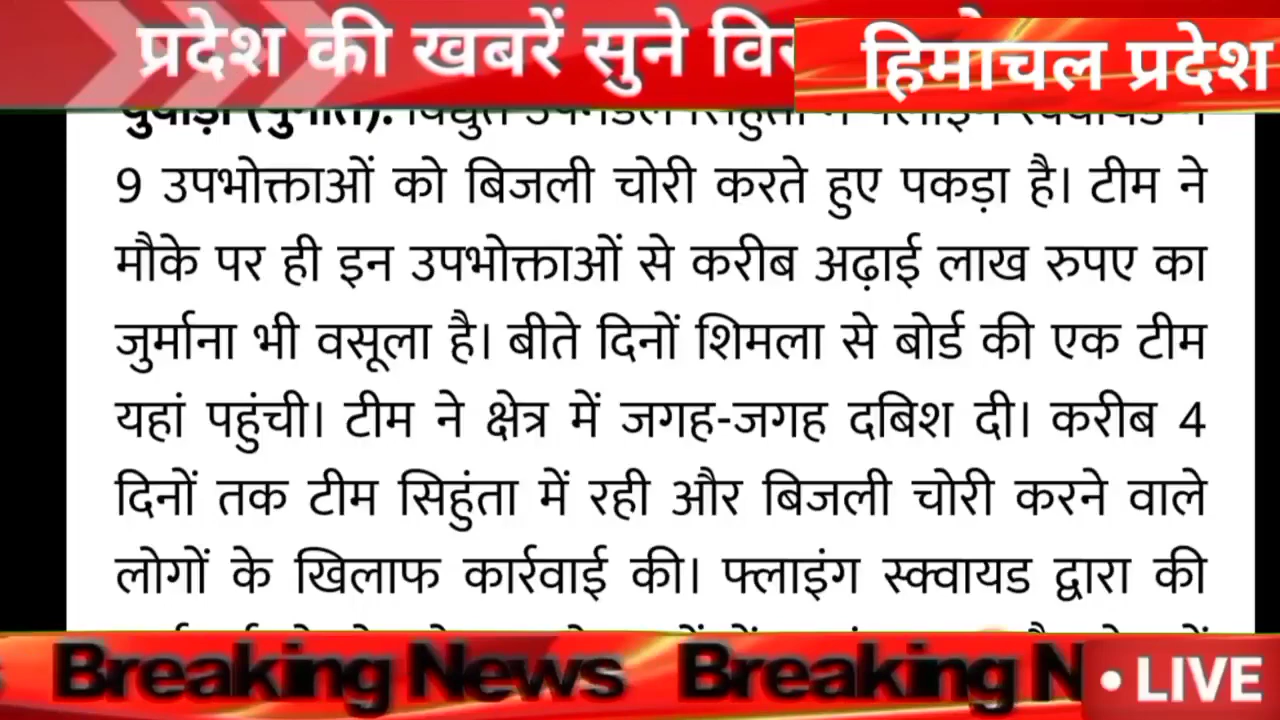 प्रदेश की खबरें सुने
हिमाचल प्रदेश
9 उपभोक्ताओं को बिजली चोरी करते हुए पकड़ा है। टीम ने
मौके पर ही इन उपभोक्ताओं से करीब अढ़ाई लाख रुपए का
जुर्माना भी वसूला है। बीते दिनों शिमला से बोर्ड की एक टीम
यहां पहुंची। टीम ने क्षेत्र में जगह-जगह दबिश दी। करीब 4
दिनों तक टीम सिहुंता में रही और बिजली चोरी करने वाले
लोगों के खिलाफ कार्रवाई की। फ्लाइंग स्क्वायड द्वारा की
Breaking News Breaking N
• LIVE